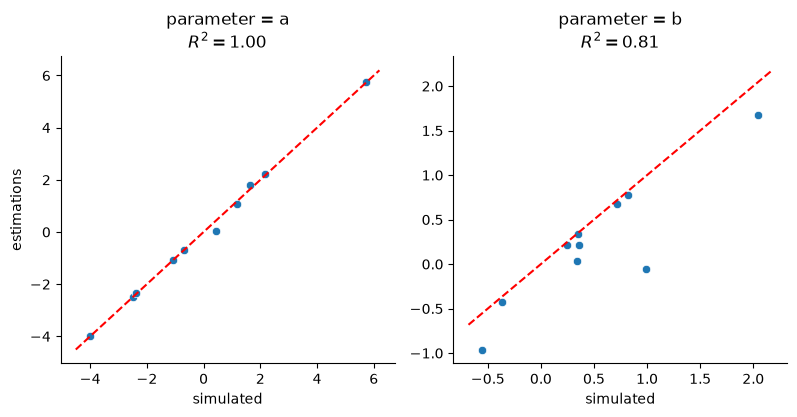 parameter = a
R² = 1.00
parameter = b
R² = 0.81
estimations
6
4
2
0
−2
−4
−4 −2 0 2 4 6
simulated
2.0
1.5
1.0
0.5
0.0
−0.5
−1.0
−0.5 0.0 0.5 1.0 1.5 2.0
simulated